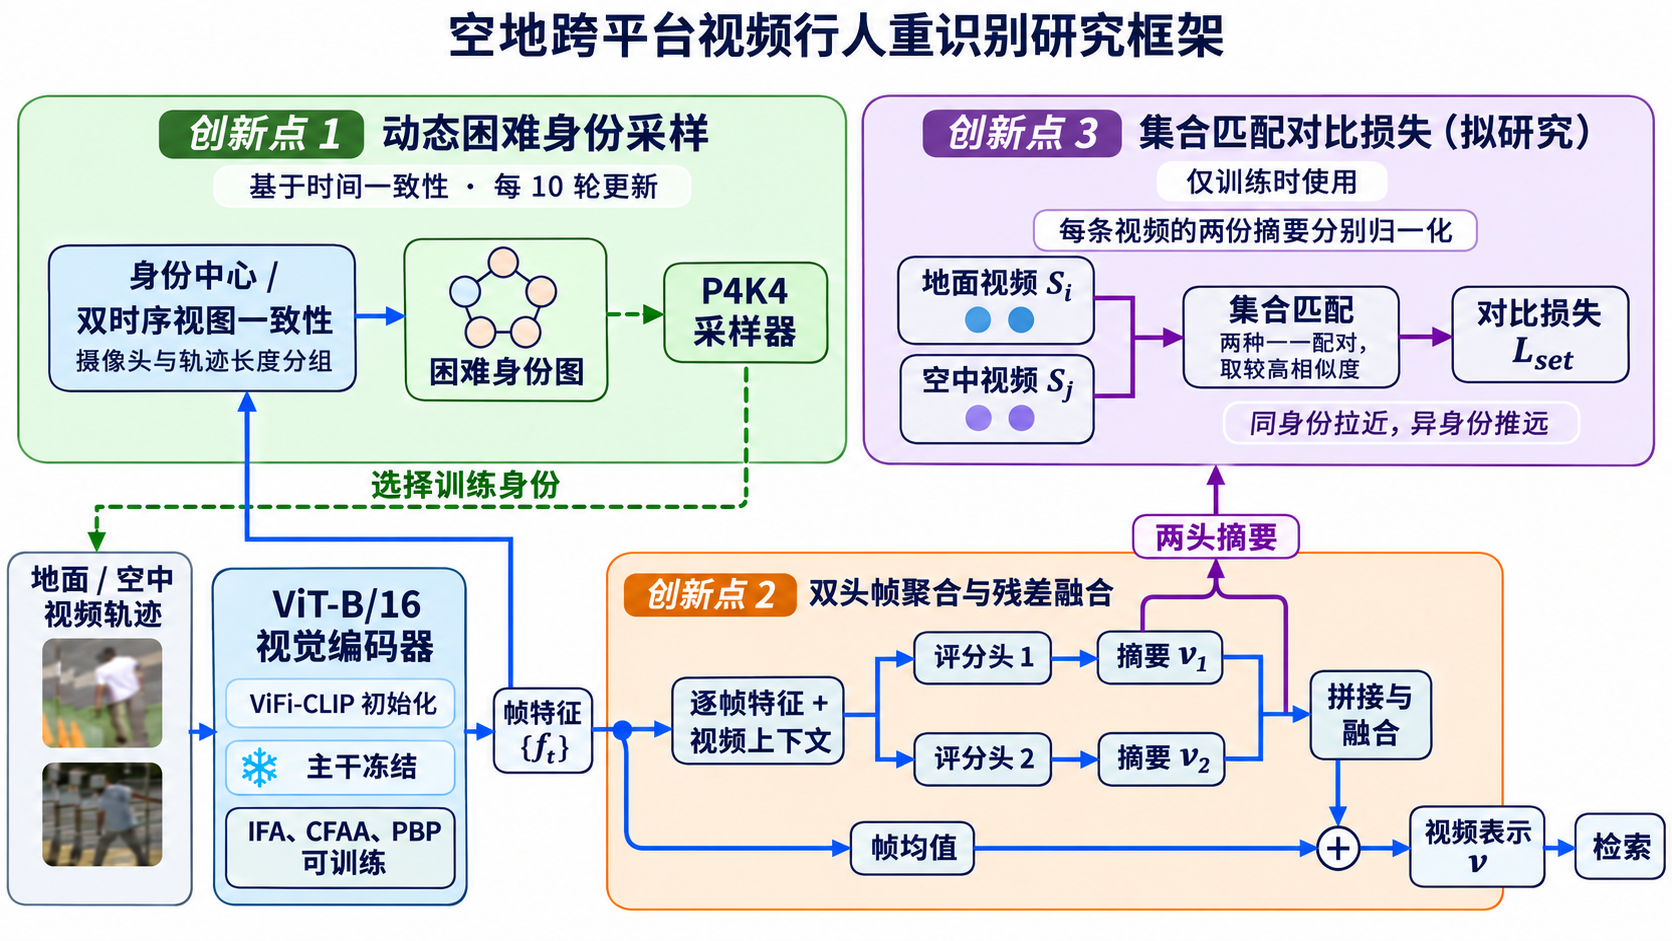 空地跨平台视频行人重识别研究框架
创新点 1 动态困难身份采样
基于时间一致性 · 每 10 轮更新
身份中心 /
双时序视图一致性
摄像头与轨迹长度分组
困难身份图
P4K4
采样器
选择训练身份
创新点 3 集合匹配对比损失（拟研究）
仅训练时使用
每条视频的两份摘要分别归一化
地面视频 S_i
空中视频 S_j
集合匹配
两种一一配对，
取较高相似度
对比损失
L_set
同身份拉近，异身份推远
两头摘要
地面 / 空中
视频轨迹
ViT-B/16
视觉编码器
ViFi-CLIP 初始化
主干冻结
IFA、CFAA、PBP
可训练
帧特征
{f_t}
创新点 2 双头帧聚合与残差融合
逐帧特征 +
视频上下文
评分头 1
摘要 v_1
评分头 2
摘要 v_2
拼接与
融合
帧均值
+
视频表示
v
检索